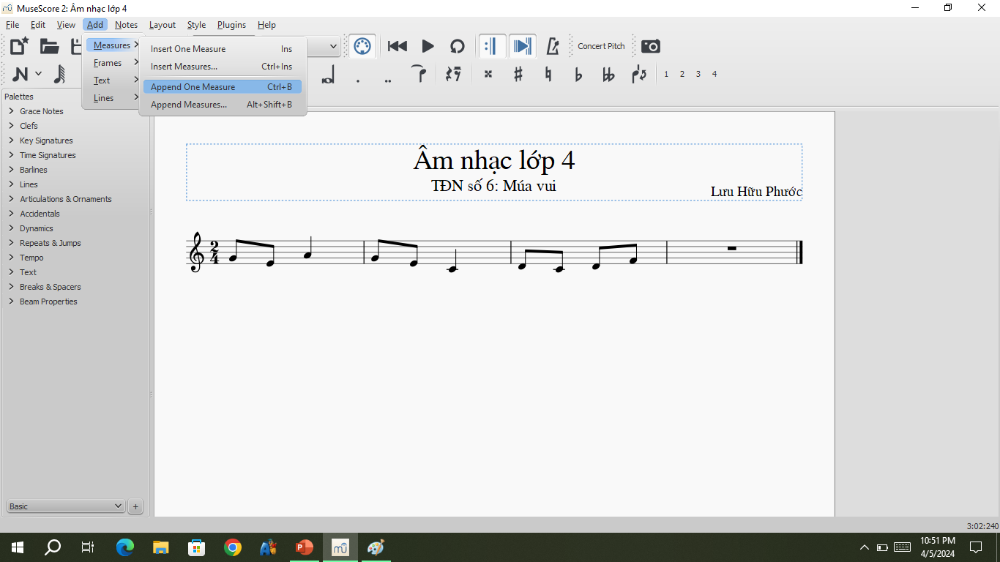 MuseScore 2: Âm nhạc lớp 4
File Edit View Add Notes Layout Style Plugins Help
Measures
Frames
Text
Lines
Insert One Measure Ins
Insert Measures... Ctrl+Ins
Append One Measure Ctrl+B
Append Measures... Alt+Shift+B
Concert Pitch
1 2 3 4
Palettes
Grace Notes
Clefs
Key Signatures
Time Signatures
Barlines
Lines
Articulations & Ornaments
Accidentals
Dynamics
Repeats & Jumps
Tempo
Text
Breaks & Spacers
Beam Properties
Âm nhạc lớp 4
TĐN số 6: Múa vui
Lưu Hữu Phước
2
4
Basic
3:02:240
10:51 PM
4/5/2024